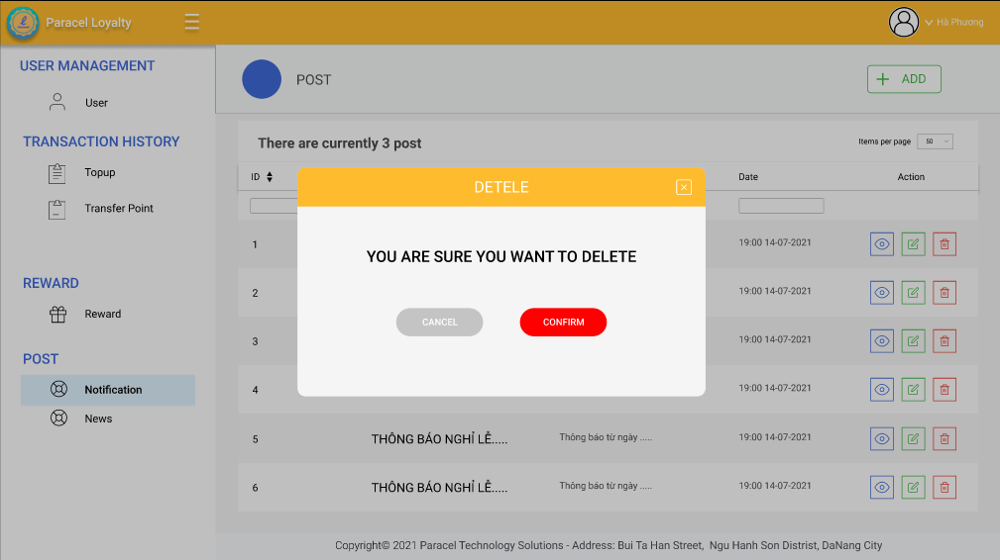 Paracel Loyalty
Hà Phương
USER MANAGEMENT
User
TRANSACTION HISTORY
Topup
Transfer Point
REWARD
Reward
POST
Notification
News
POST
ADD
There are currently 3 post
Items per page 50
ID Date Action
DETELE
YOU ARE SURE YOU WANT TO DELETE
CANCEL CONFIRM
1 19:00 14-07-2021
2 19:00 14-07-2021
3 19:00 14-07-2021
4 19:00 14-07-2021
5 THÔNG BÁO NGHỈ LỄ..... Thông báo từ ngày ..... 19:00 14-07-2021
6 THÔNG BÁO NGHỈ LỄ..... Thông báo từ ngày ..... 19:00 14-07-2021
Copyright© 2021 Paracel Technology Solutions - Address: Bui Ta Han Street, Ngu Hanh Son Distrist, DaNang City